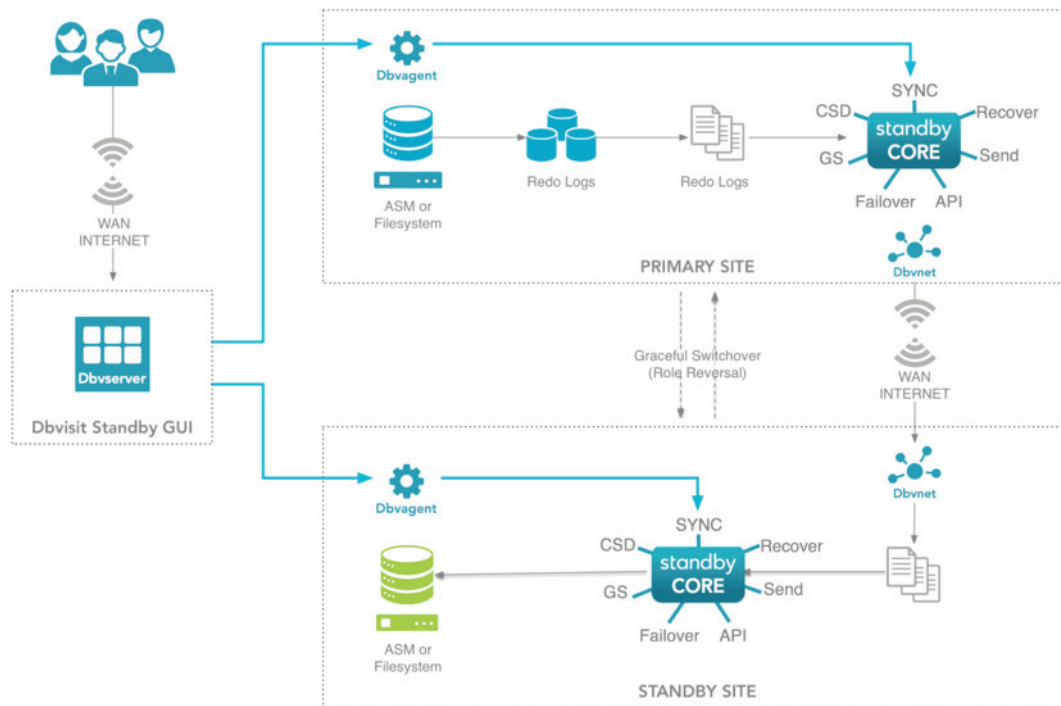 Dbvagent
SYNC
CSD
Recover
standby
CORE
GS
Send
Failover
API
ASM or
Filesystem
Redo Logs
Redo Logs
WAN
INTERNET
PRIMARY SITE
Dbvnet
Dbvserver
Dbvisit Standby GUI
Graceful Switchover
(Role Reversal)
WAN
INTERNET
Dbvagent
Dbvnet
SYNC
CSD
Recover
standby
CORE
GS
Send
Failover
API
ASM or
Filesystem
STANDBY SITE